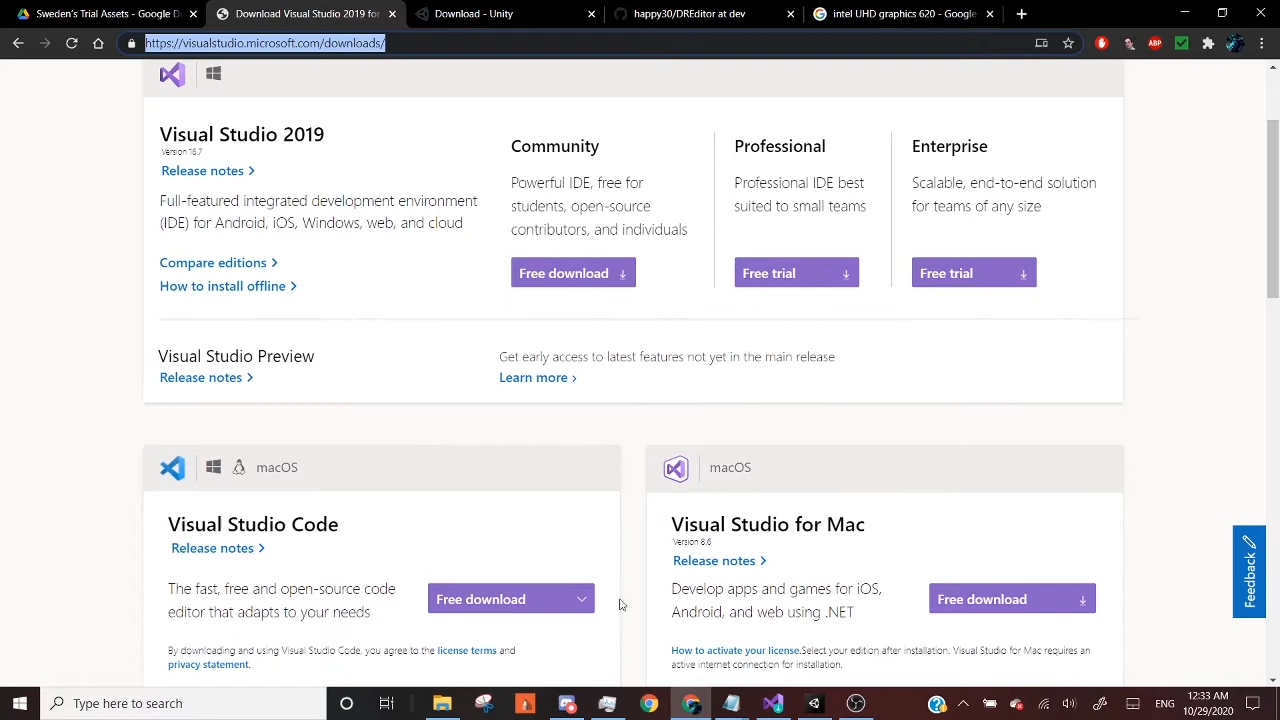 Sweden's Trial Assets - Google D
Download Visual Studio 2019 for
Download - Unity
happy30/DREditor at dev
intel UHD graphics 620 - Google
https://visualstudio.microsoft.com/downloads/
ABP
Visual Studio 2019
Version 16.7
Release notes
Full-featured integrated development environment
(IDE) for Android, iOS, Windows, web, and cloud
Compare editions
How to install offline
Community
Powerful IDE, free for
students, open-source
contributors, and individuals
Free download
Professional
Professional IDE best
suited to small teams
Free trial
Enterprise
Scalable, end-to-end solution
for teams of any size
Free trial
Visual Studio Preview
Release notes
Get early access to latest features not yet in the main release
Learn more
macOS
Visual Studio Code
Release notes
The fast, free and open-source code
editor that adapts to your needs
Free download
By downloading and using Visual Studio Code, you agree to the license terms and
privacy statement.
macOS
Visual Studio for Mac
Version 8.6
Release notes
Develop apps and games for iOS,
Android, and web using .NET
Free download
How to activate your license.Select your edition after installation. Visual Studio for Mac requires an
active internet connection for installation.
Feedback
Type here to search
ENG
12:33 AM
10/29/2020